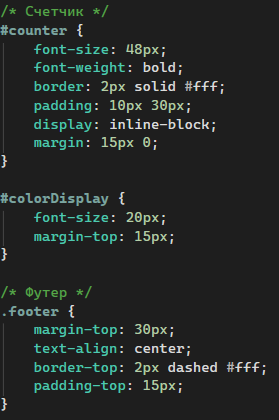 /* Счетчик */
#counter {
    font-size: 48px;
    font-weight: bold;
    border: 2px solid #fff;
    padding: 10px 30px;
    display: inline-block;
    margin: 15px 0;
}
#colorDisplay {
    font-size: 20px;
    margin-top: 15px;
}
/* Футер */
.footer {
    margin-top: 30px;
    text-align: center;
    border-top: 2px dashed #fff;
    padding-top: 15px;
}